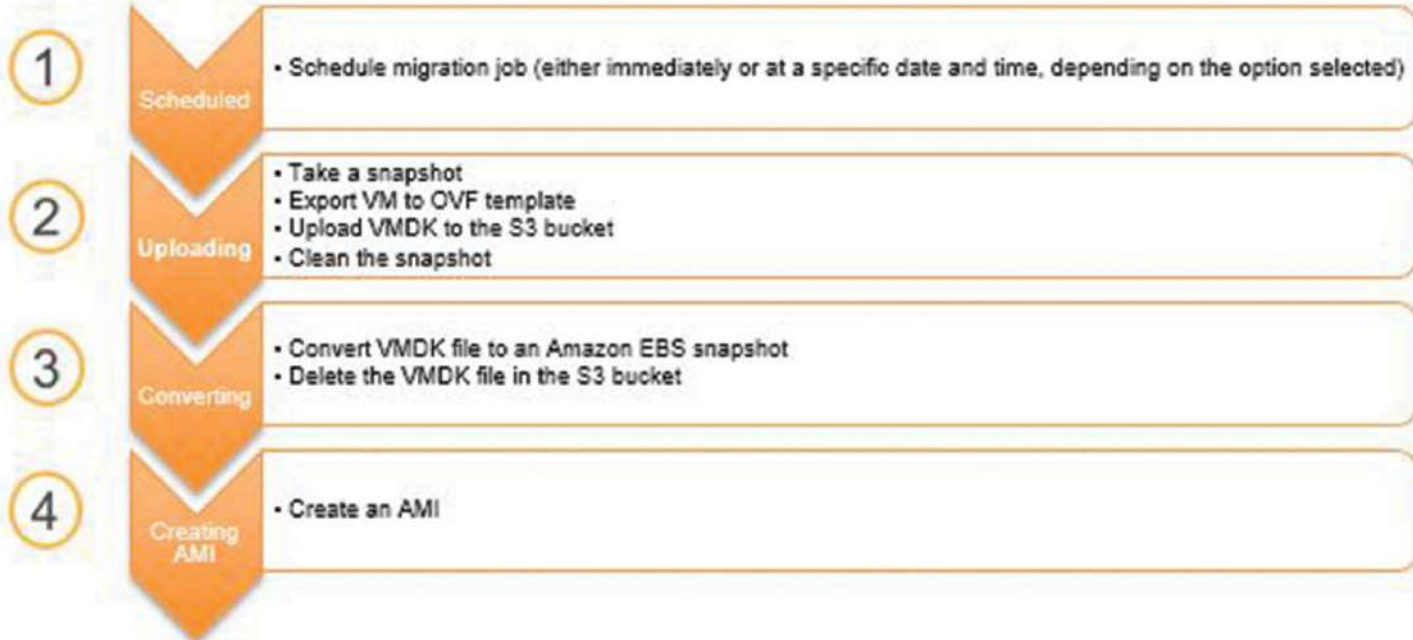 1
Scheduled
• Schedule migration job (either immediately or at a specific date and time, depending on the option selected)
2
Uploading
• Take a snapshot
• Export VM to OVF template
• Upload VMDK to the S3 bucket
• Clean the snapshot
3
Converting
• Convert VMDK file to an Amazon EBS snapshot
• Delete the VMDK file in the S3 bucket
4
Creating
AMI
• Create an AMI